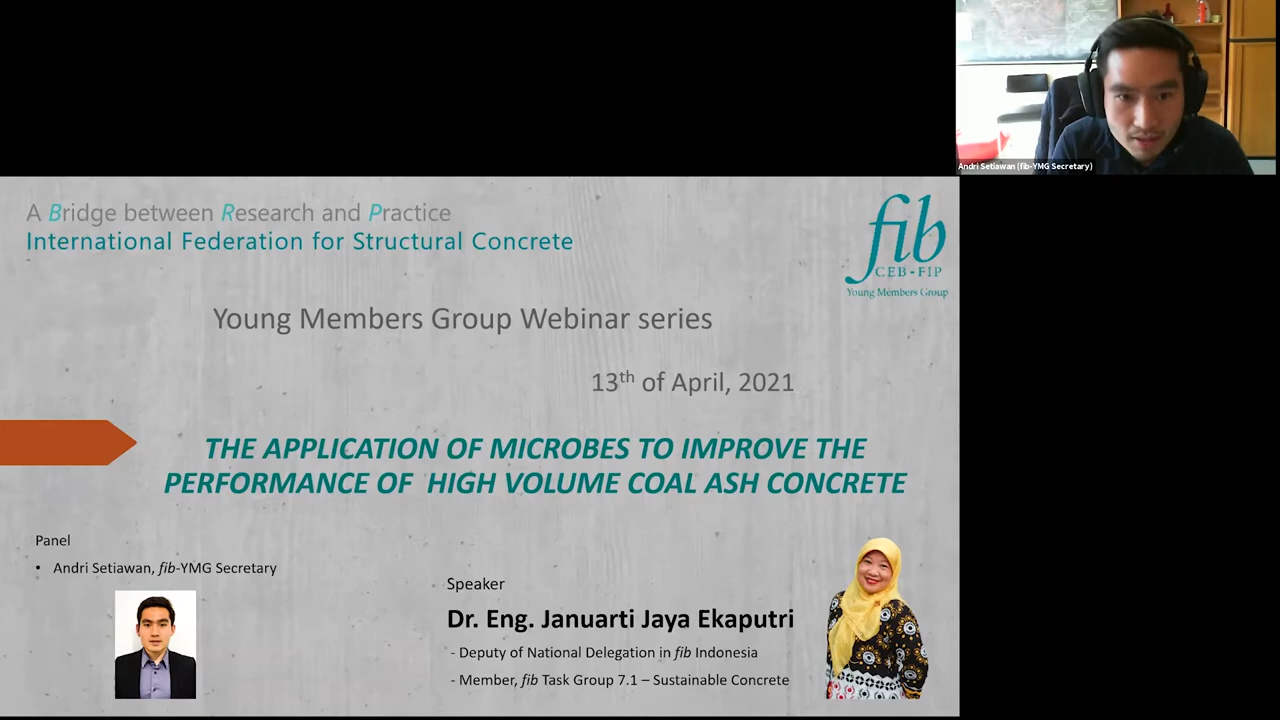 Andri Setiawan (fib-YMG Secretary)
A Bridge between Research and Practice
International Federation for Structural Concrete
fib
CEB-FIP
Young Members Group
Young Members Group Webinar series
13th of April, 2021
THE APPLICATION OF MICROBES TO IMPROVE THE
PERFORMANCE OF HIGH VOLUME COAL ASH CONCRETE
Panel
• Andri Setiawan, fib-YMG Secretary
Speaker
Dr. Eng. Januarti Jaya Ekaputri
- Deputy of National Delegation in fib Indonesia
- Member, fib Task Group 7.1 – Sustainable Concrete